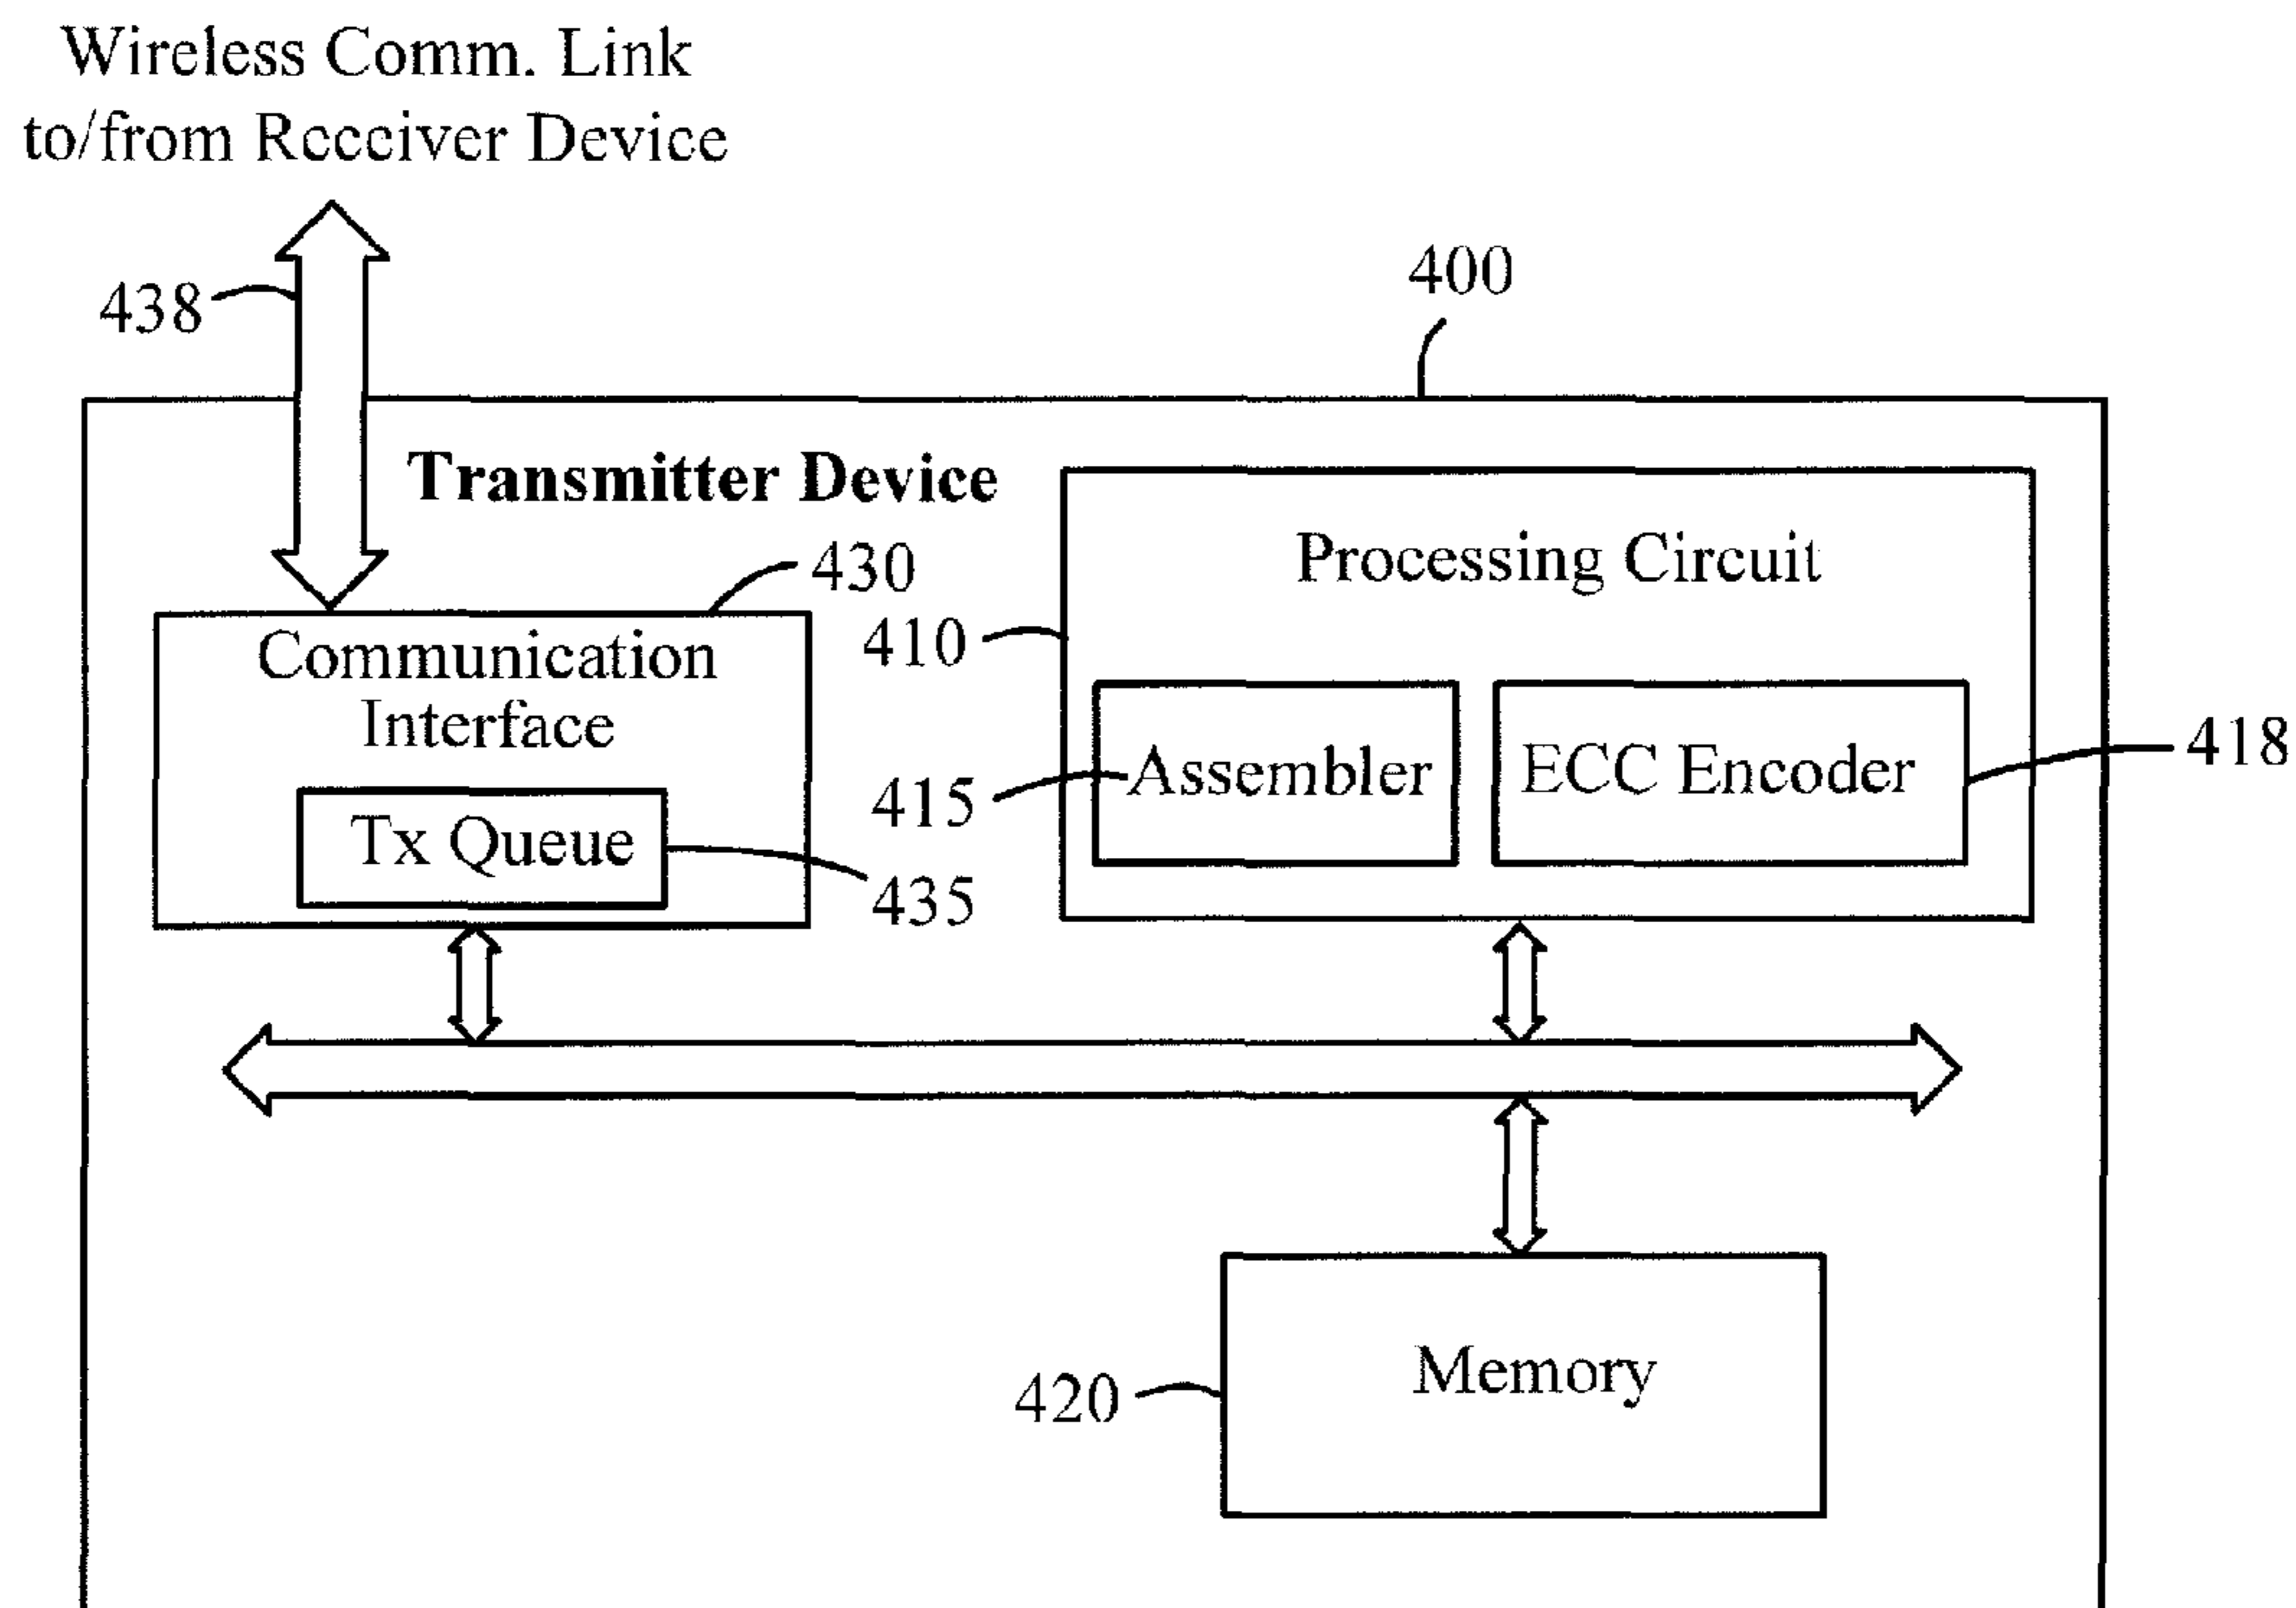 Wireless Comm. Link
to/from Receiver Device
438
400
Transmitter Device
430
Processing Circuit
410
Communication
Interface
Assembler
ECC Encoder
418
415
Tx Queue
435
Memory
420